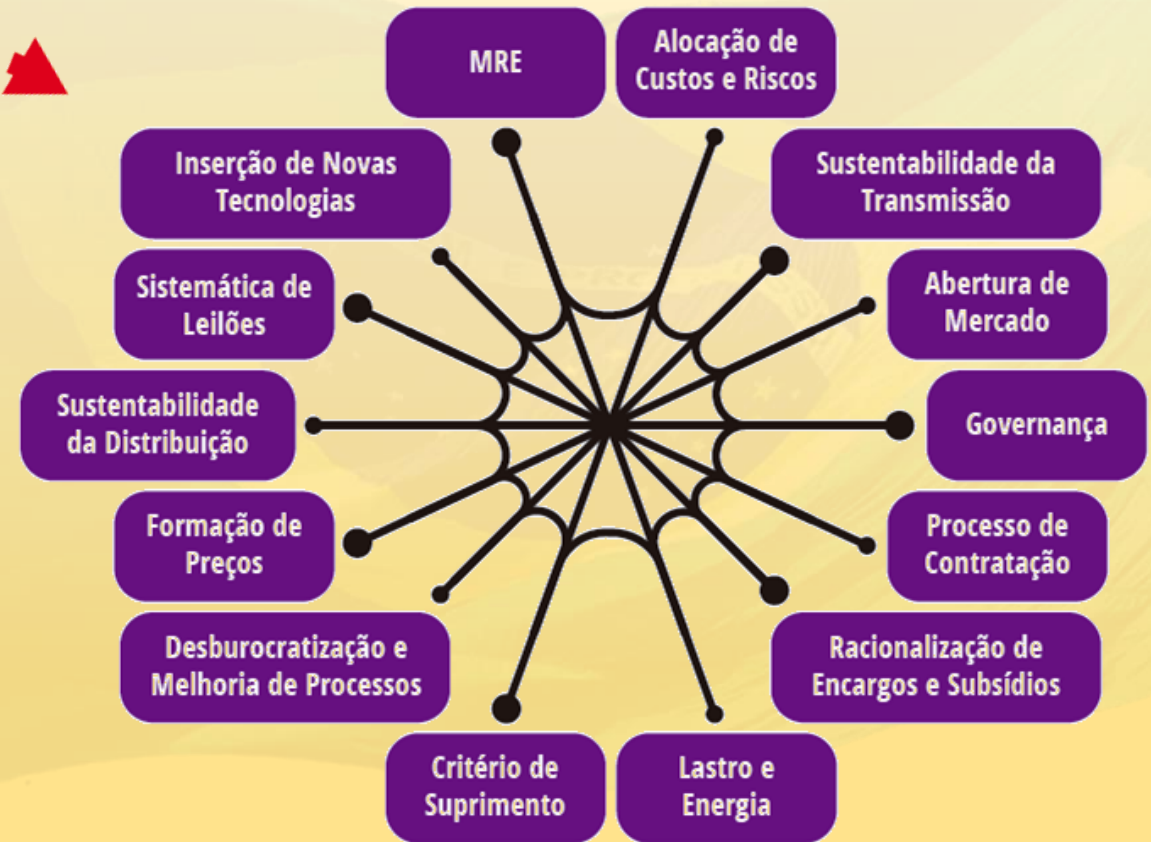 MRE
Alocação de
Custos e Riscos
Inserção de Novas
Tecnologias
Sustentabilidade da
Transmissão
Sistemática de
Leilões
Abertura de
Mercado
Sustentabilidade
da Distribuição
Governança
Formação de
Preços
Processo de
Contratação
Desburocratização e
Melhoria de Processos
Racionalização de
Encargos e Subsídios
Critério de
Suprimento
Lastro e
Energia